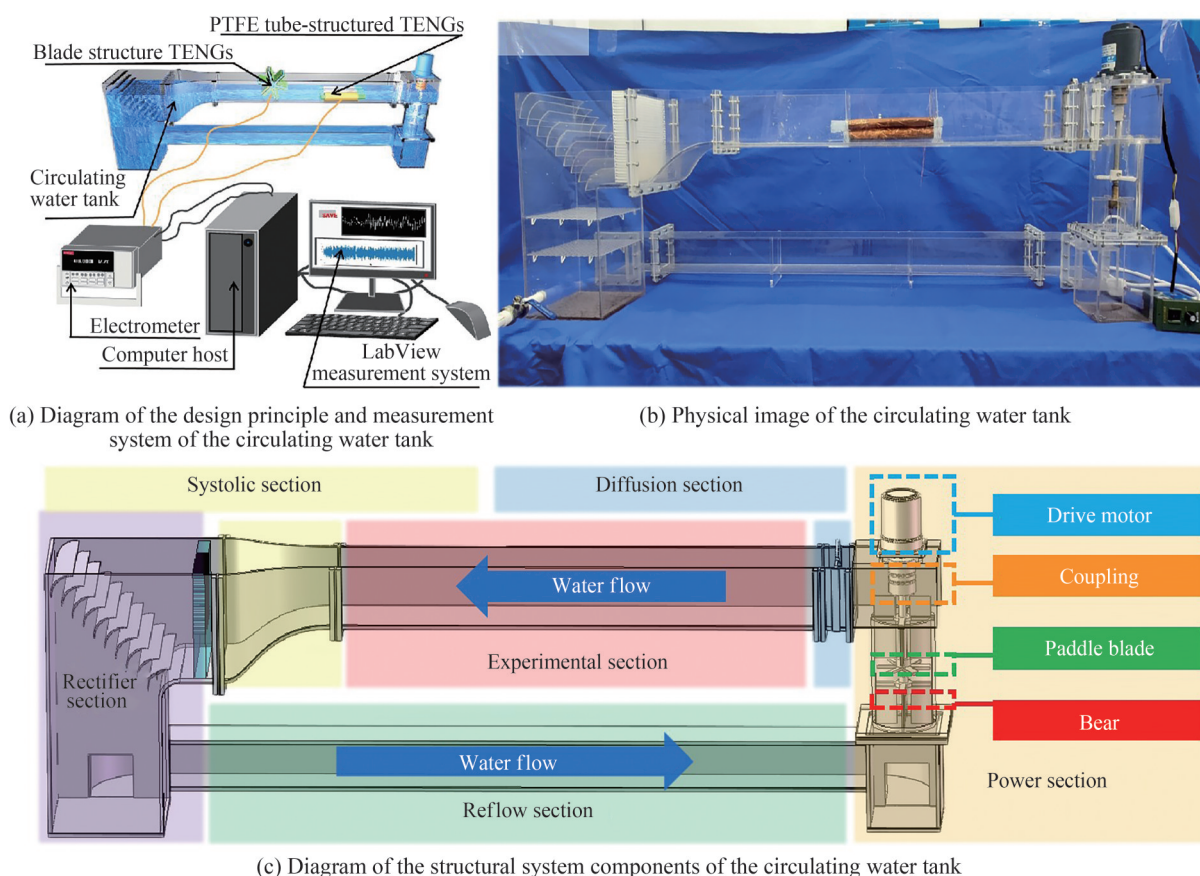 PTFE tube-structured TENGs
Blade structure TENGs
Circulating
water tank
Electrometer
Computer host
LabView
measurement system
(a) Diagram of the design principle and measurement
system of the circulating water tank
(b) Physical image of the circulating water tank
Systolic section
Diffusion section
Drive motor
Coupling
Water flow
Paddle blade
Experimental section
Rectifier
section
Bear
Water flow
Power section
Reflow section
(c) Diagram of the structural system components of the circulating water tank